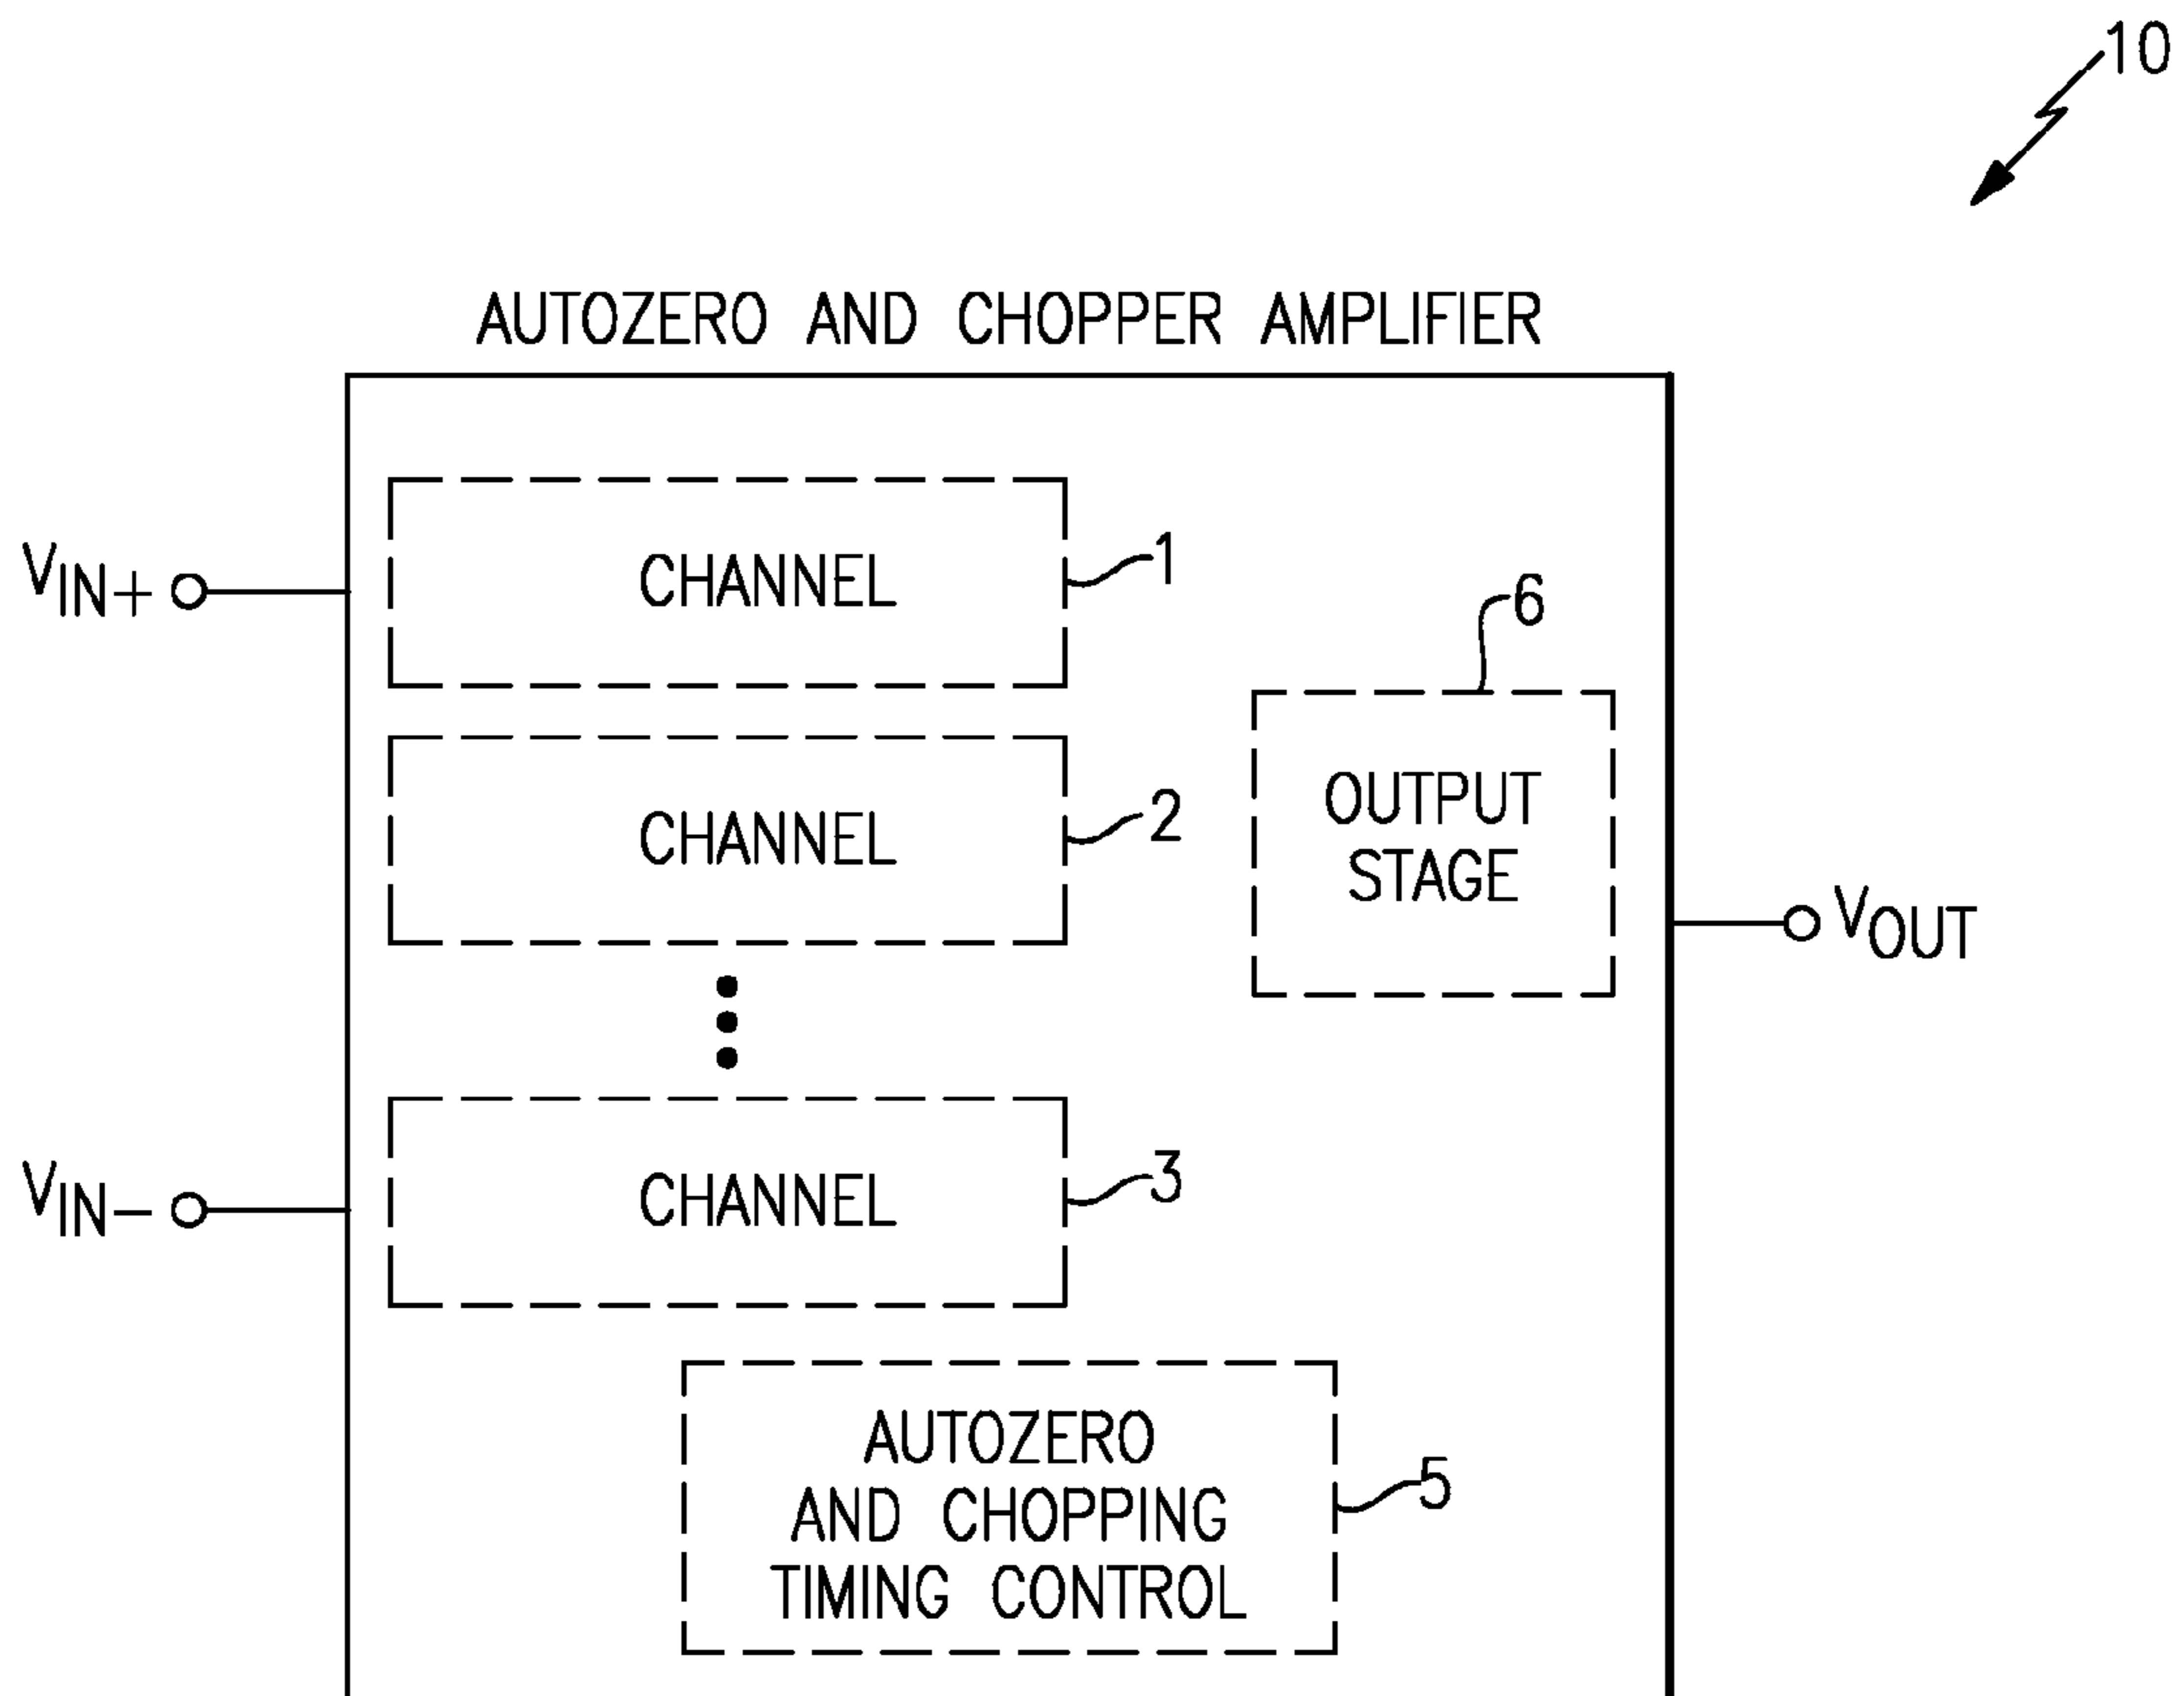 10
AUTOZERO AND CHOPPER AMPLIFIER
VIN+
CHANNEL
1
CHANNEL
2
6
OUTPUT
STAGE
VOUT
VIN−
CHANNEL
3
AUTOZERO
AND CHOPPING
TIMING CONTROL
5